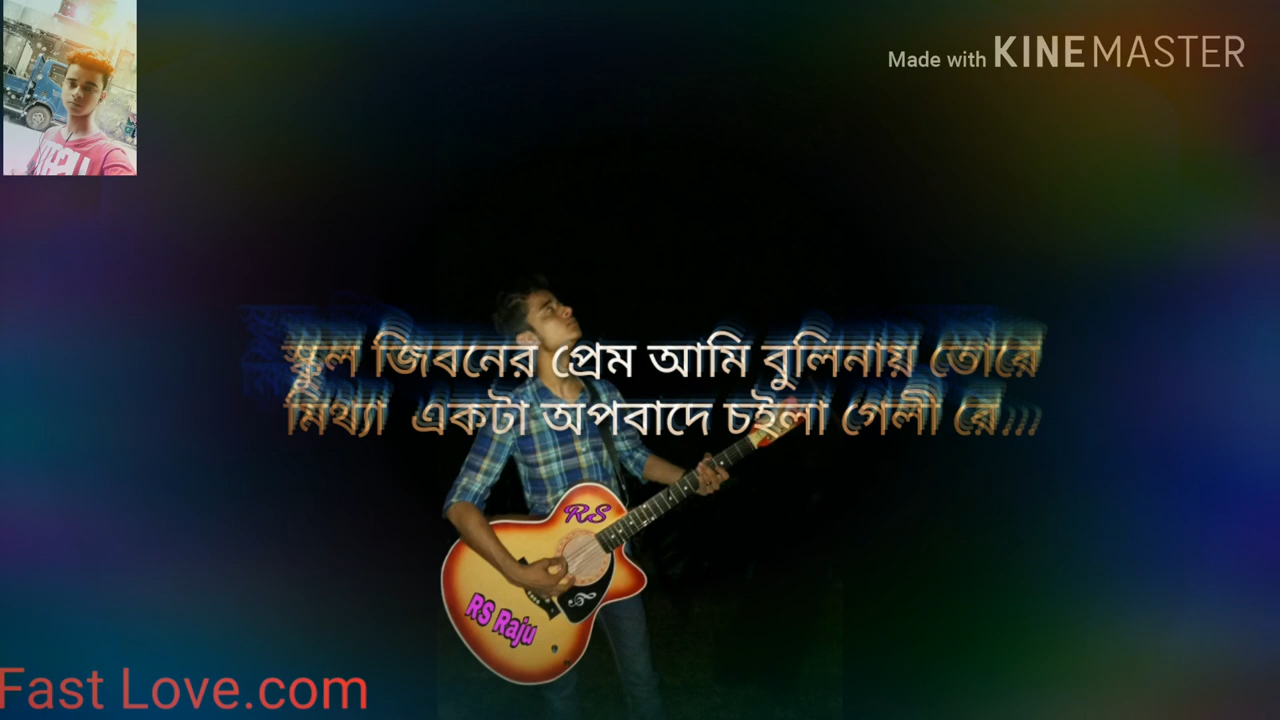 Made with KINEMASTER
স্কুল জিবনের প্রেম আমি বুলিনায় তোরে
মিথ্যা একটা অপবাদে চইলা গেলী রে,,,
RS
RS Raju
Fast Love.com